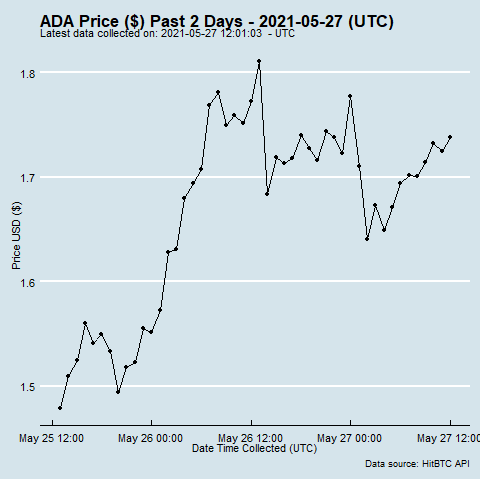 ADA Price ($) Past 2 Days - 2021-05-27 (UTC)
Latest data collected on: 2021-05-27 12:01:03 - UTC
1.8
1.7
1.6
1.5
Price USD ($)
May 25 12:00
May 26 00:00
May 26 12:00
May 27 00:00
May 27 12:00
Date Time Collected (UTC)
Data source: HitBTC API